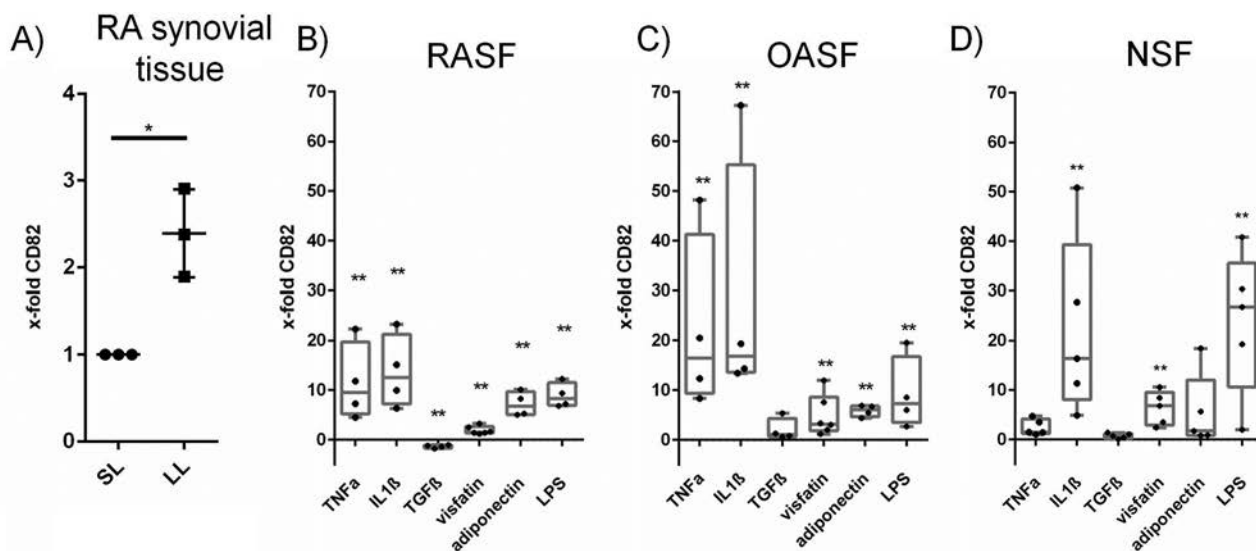 A) RA synovial
tissue
4
3
2
1
0
x-fold CD82
*
SL
LL
B) RASF
70
60
50
40
30
20
10
0
x-fold CD82
**
**
**
**
**
**
TNFa
IL1ß
TGFß
visfatin
adiponectin
LPS
C) OASF
70
60
50
40
30
20
10
0
x-fold CD82
**
**
**
**
**
TNFa
IL1ß
TGFß
visfatin
adiponectin
LPS
D) NSF
70
60
50
40
30
20
10
0
x-fold CD82
**
**
**
TNFa
IL1ß
TGFß
visfatin
adiponectin
LPS